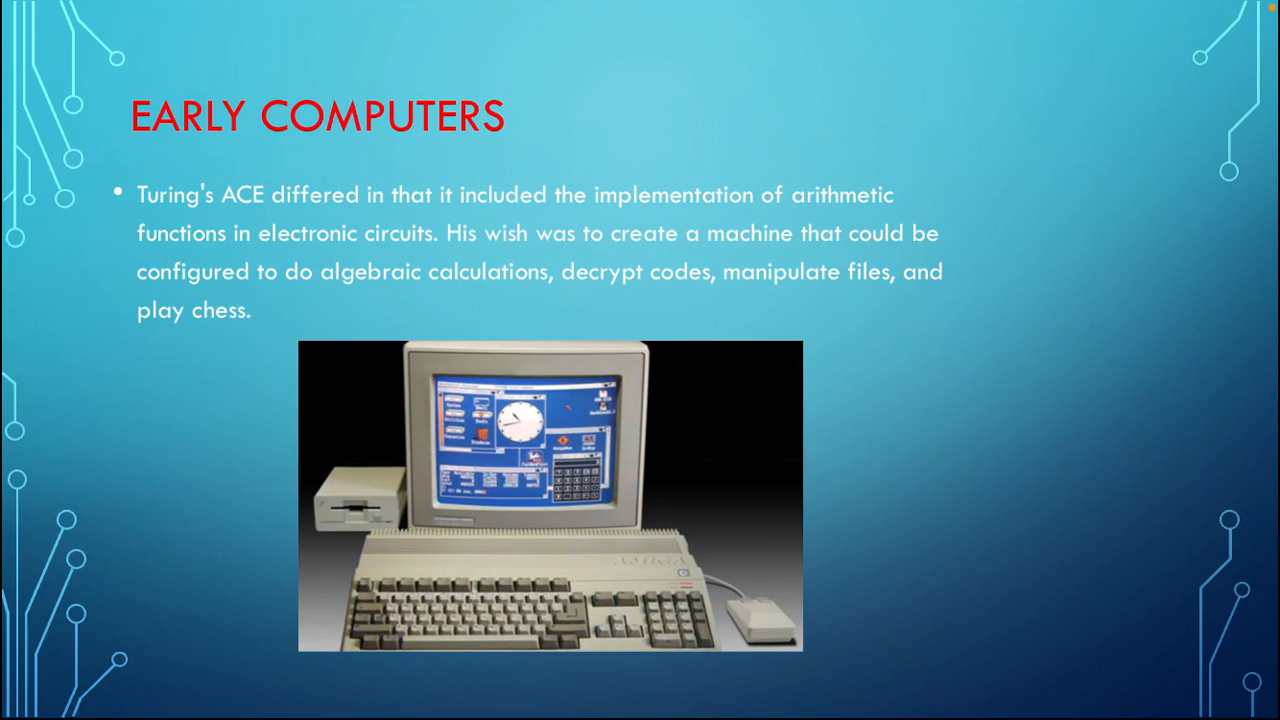 EARLY COMPUTERS
• Turing's ACE differed in that it included the implementation of arithmetic
functions in electronic circuits. His wish was to create a machine that could be
configured to do algebraic calculations, decrypt codes, manipulate files, and
play chess.
AMIGA